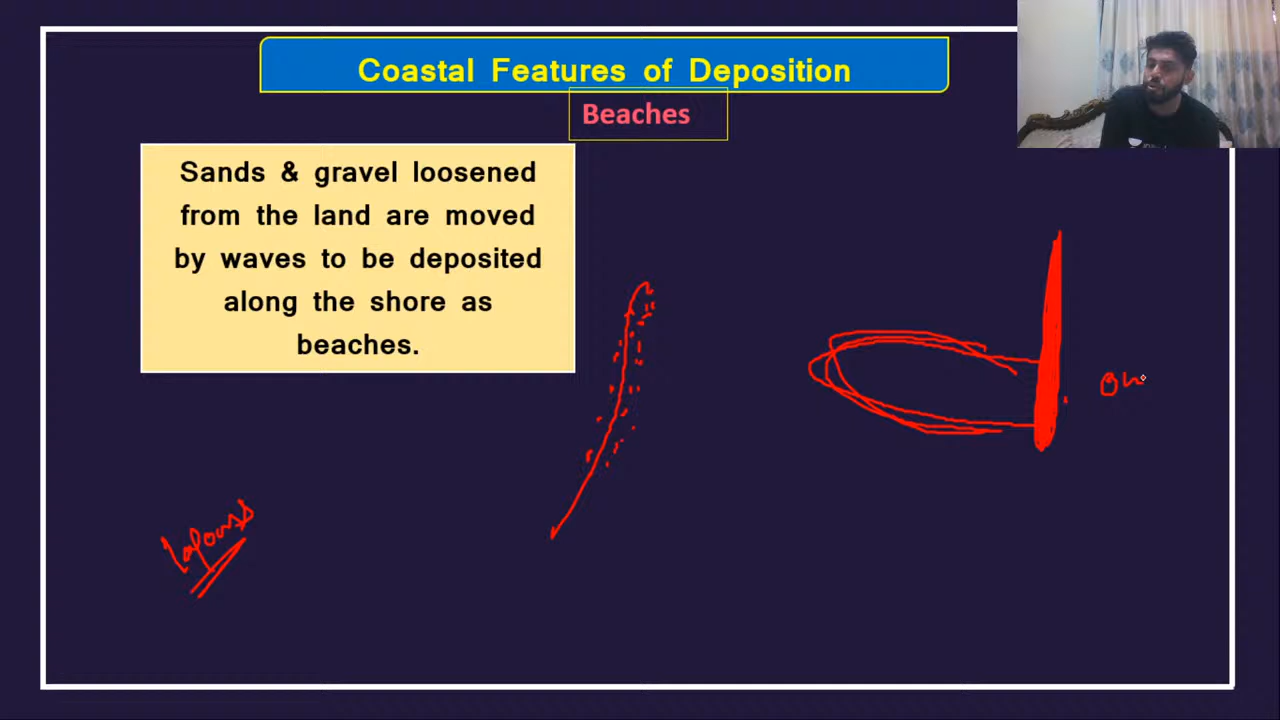 Coastal Features of Deposition
Beaches
Sands & gravel loosened
from the land are moved
by waves to be deposited
along the shore as
beaches.